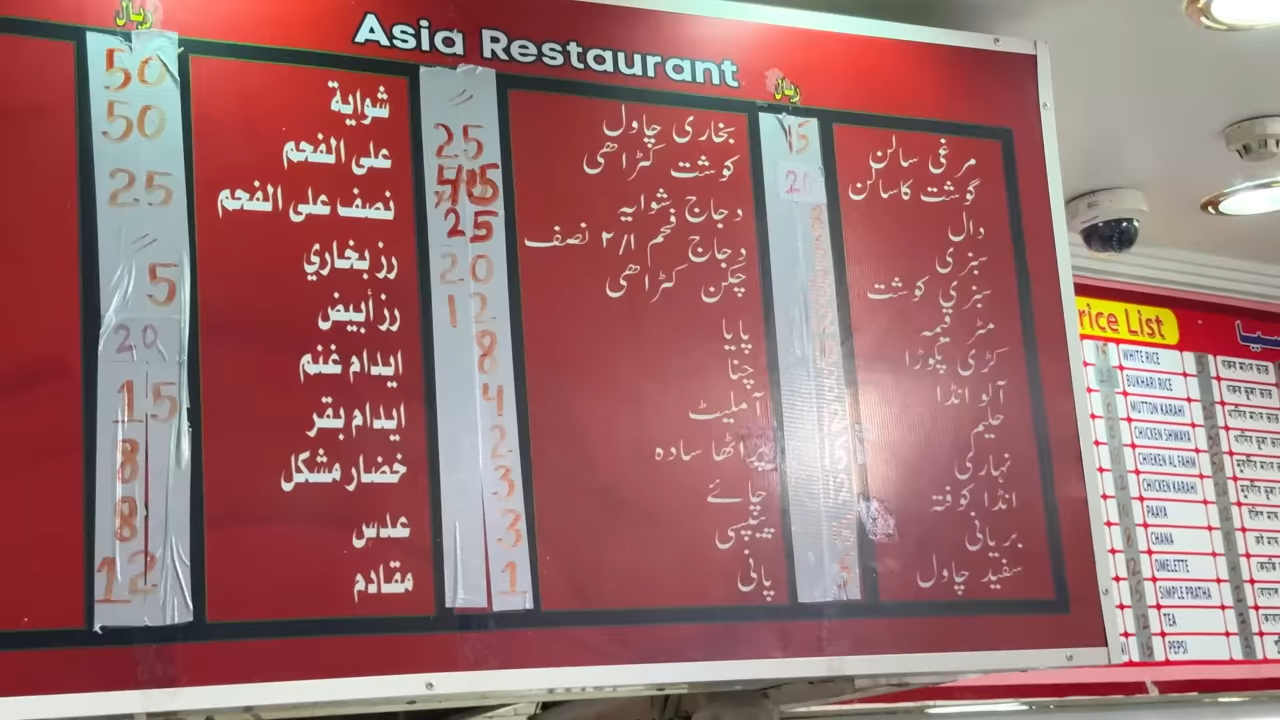 Asia Restaurant
ريال
50 شواية
50 على الفحم
25 نصف على الفحم
〃 رز بخاري
5 رز أبيض
20 ايدام غنم
15 ايدام بقر
8 خضار مشكل
8 عدس
12 مقادم
〃 بخاری چاول
25 گوشت کڑاھی
45 دجاج شوایہ
25 دجاج فحم ۲/۱ نصف
20 چکن کڑاھی
12 پایا
8 چنا
4 آملیٹ
2 پراٹھا سادہ
3 چائے
3 پیپسی
1 پانی
ریال
15 مرغی سالن
20 گوشت کا سالن
دال
سبزی
سبزی گوشت
مٹر قیمہ
کڑی پکوڑا
آلو انڈا
حلیم
نہاری
انڈا کوفتہ
بریانی
سفید چاول
rice List
WHITE RICE
BUKHARI RICE
MUTTON KARAHI
CHICKEN SHWAYA
CHIEKEN AL FAHM
CHICKEN KARAHI
PAAYA
CHANA
OMELETTE
SIMPLE PRATHA
TEA
PEPSI